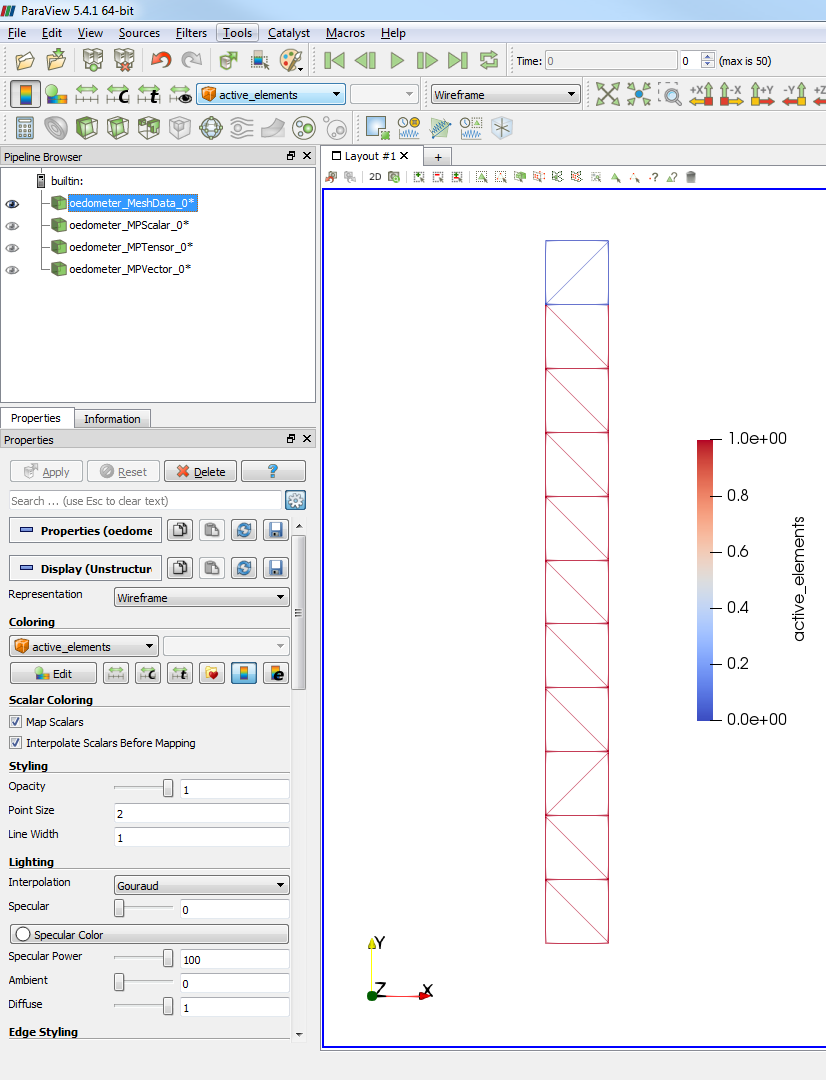 ParaView 5.4.1 64-bit
File Edit View Sources Filters Tools Catalyst Macros Help
Time: 0 0 (max is 50)
active_elements Wireframe +X -X +Y -Y +Z
Pipeline Browser
Layout #1 +
2D
builtin:
oedometer_MeshData_0*
oedometer_MPScalar_0*
oedometer_MPTensor_0*
oedometer_MPVector_0*
Properties Information
Properties
Apply Reset Delete ?
Search ... (use Esc to clear text)
Properties (oedome
Display (Unstructur
Representation Wireframe
Coloring
active_elements
Edit
Scalar Coloring
Map Scalars
Interpolate Scalars Before Mapping
Styling
Opacity 1
Point Size 2
Line Width 1
Lighting
Interpolation Gouraud
Specular 0
Specular Color
Specular Power 100
Ambient 0
Diffuse 1
Edge Styling
1.0e+00
0.8
0.6
0.4
0.2
0.0e+00
active_elements
Y
Z X